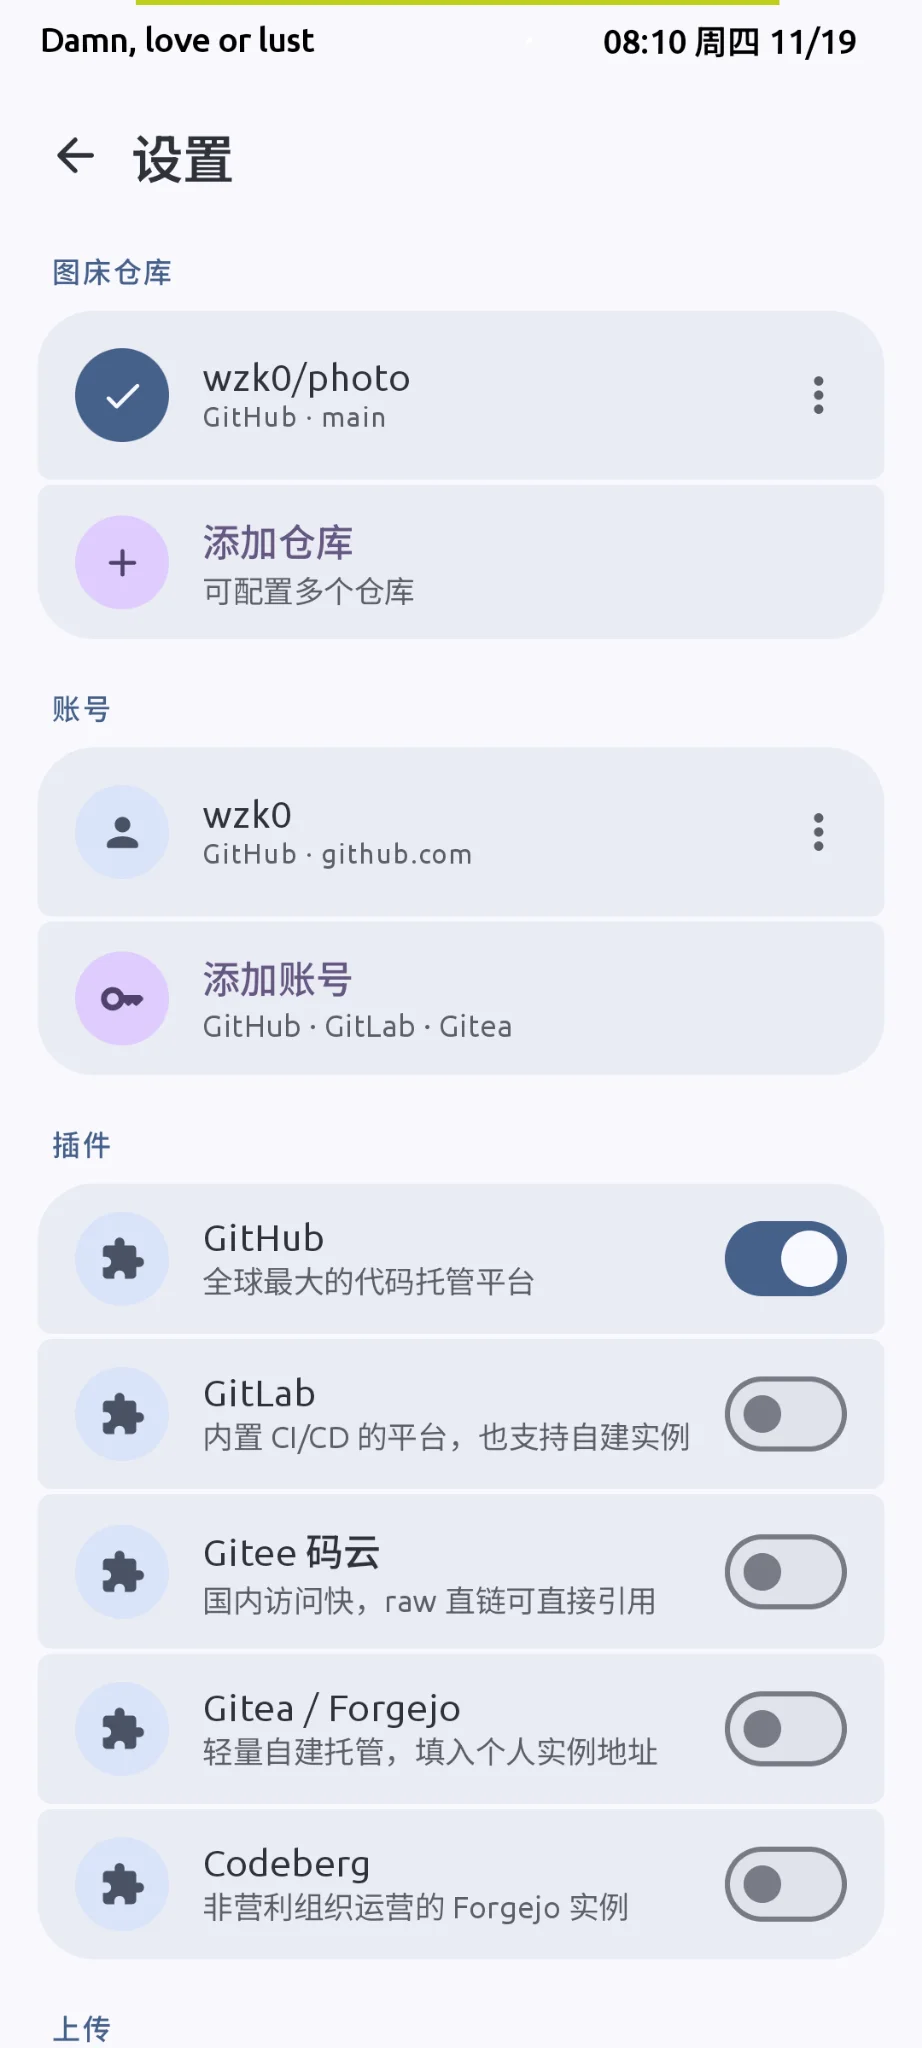 Damn, love or lust
08:10 周四 11/19
设置
图床仓库
wzk0/photo
GitHub · main
添加仓库
可配置多个仓库
账号
wzk0
GitHub · github.com
添加账号
GitHub · GitLab · Gitea
插件
GitHub
全球最大的代码托管平台
GitLab
内置 CI/CD 的平台，也支持自建实例
Gitee 码云
国内访问快，raw 直链可直接引用
Gitea / Forgejo
轻量自建托管，填入个人实例地址
Codeberg
非营利组织运营的 Forgejo 实例
上传